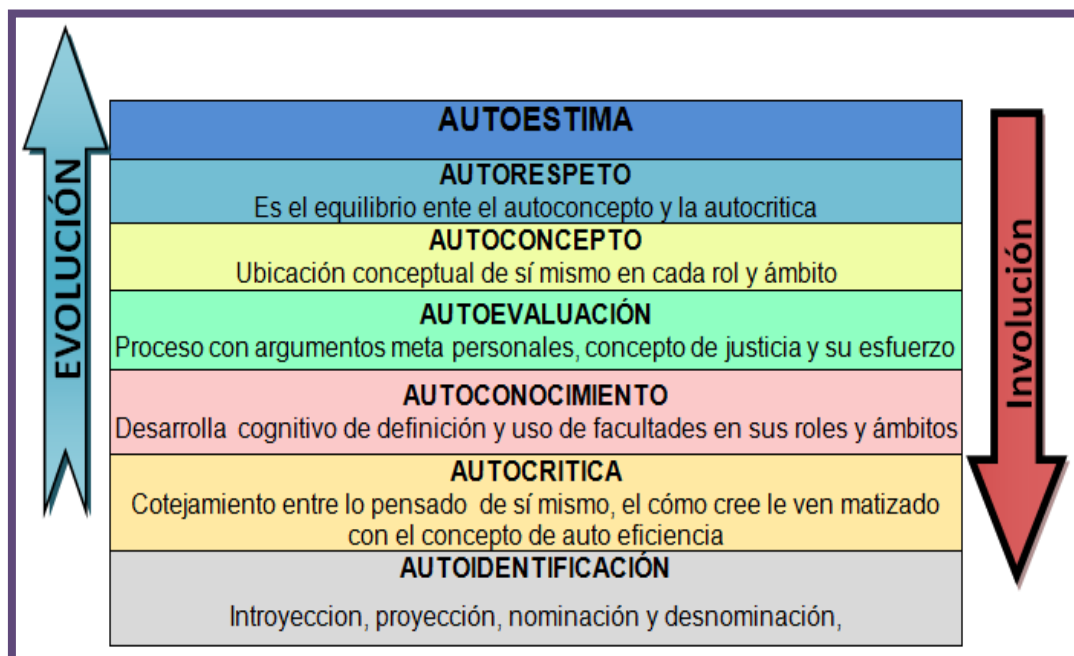 EVOLUCIÓN
AUTOESTIMA
AUTORESPETO
Es el equilibrio ente el autoconcepto y la autocritica
AUTOCONCEPTO
Ubicación conceptual de sí mismo en cada rol y ámbito
AUTOEVALUACIÓN
Proceso con argumentos meta personales, concepto de justicia y su esfuerzo
AUTOCONOCIMIENTO
Desarrolla cognitivo de definición y uso de facultades en sus roles y ámbitos
AUTOCRITICA
Cotejamiento entre lo pensado de sí mismo, el cómo cree le ven matizado
con el concepto de auto eficiencia
AUTOIDENTIFICACIÓN
Introyeccion, proyección, nominación y desnominación,
Involución